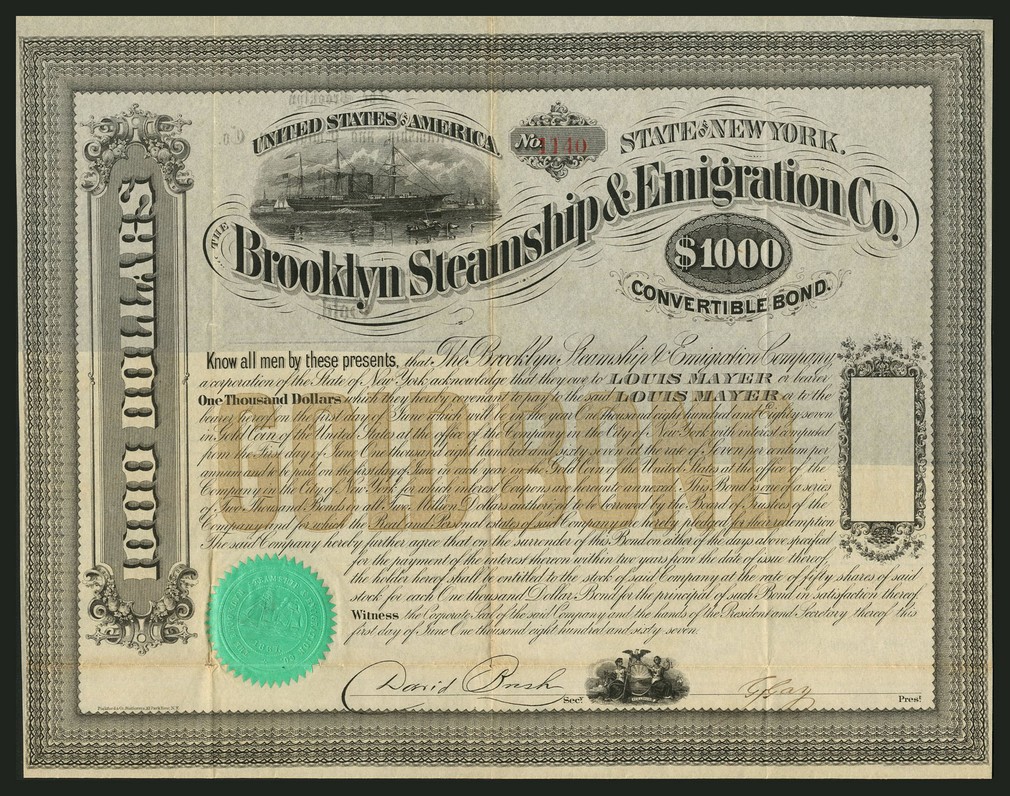 UNITED STATES OF AMERICA
No 1140
STATE OF NEW YORK.
THE
Brooklyn Steamship & Emigration Co.
$1000
CONVERTIBLE BOND.
1000 DOLLARS
GOLD BOND
Know all men by these presents, that The Brooklyn Steamship & Emigration Company,
a corporation of the State of New York acknowledge that they owe to LOUIS MAYER or bearer
One Thousand Dollars which they hereby covenant to pay to the said LOUIS MAYER or to the
bearer hereof on the first day of June which will be in the year One thousand eight hundred and Eighty seven
in Gold Coin of the United States at the office of the Company in the City of New York with interest computed
from the First day of June One thousand eight hundred and sixty seven at the rate of Seven per centum per
annum and to be paid on the first day of June in each year in the Gold Coin of the United States at the office of the
Company in the City of New York for which interest Coupons are hereunto annexed. This Bond is one of a series
of Two Thousand Bonds in all Two Million Dollars authorized to be borrowed by the Board of Trustees of the
Company and for which the Real and Personal estate of said Company are hereby pledged for their redemption
The said Company hereby further agree that on the surrender of this Bond on either of the days above specified
for the payment of the interest thereon within two years from the date of issue thereof,
the holder hereof shall be entitled to the stock of said Company at the rate of fifty shares of said
stock for each One thousand Dollar Bond for the principal of such Bond in satisfaction thereof
Witness the Corporate Seal of the said Company and the hands of the President and Secretary thereof this
first day of June One thousand eight hundred and sixty seven.
David Bush Secy
Prest